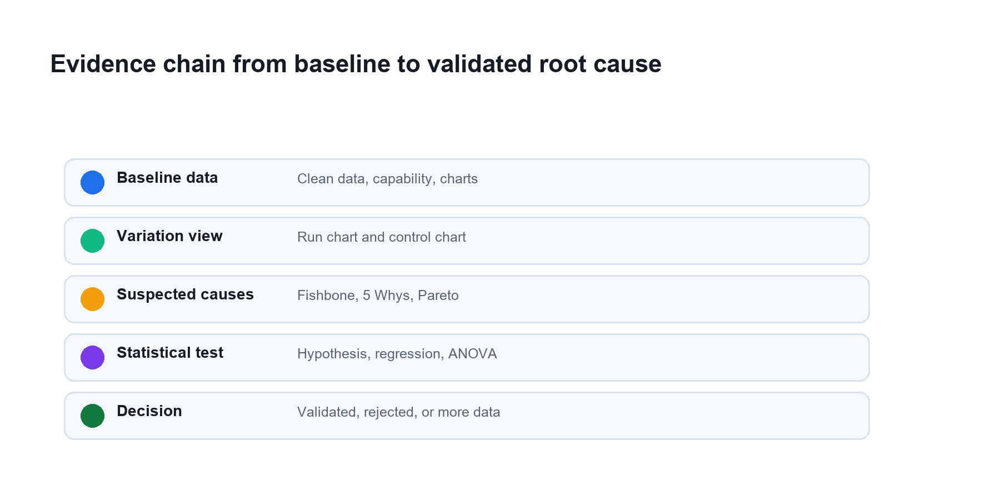 Evidence chain from baseline to validated root cause
Baseline data
Clean data, capability, charts
Variation view
Run chart and control chart
Suspected causes
Fishbone, 5 Whys, Pareto
Statistical test
Hypothesis, regression, ANOVA
Decision
Validated, rejected, or more data